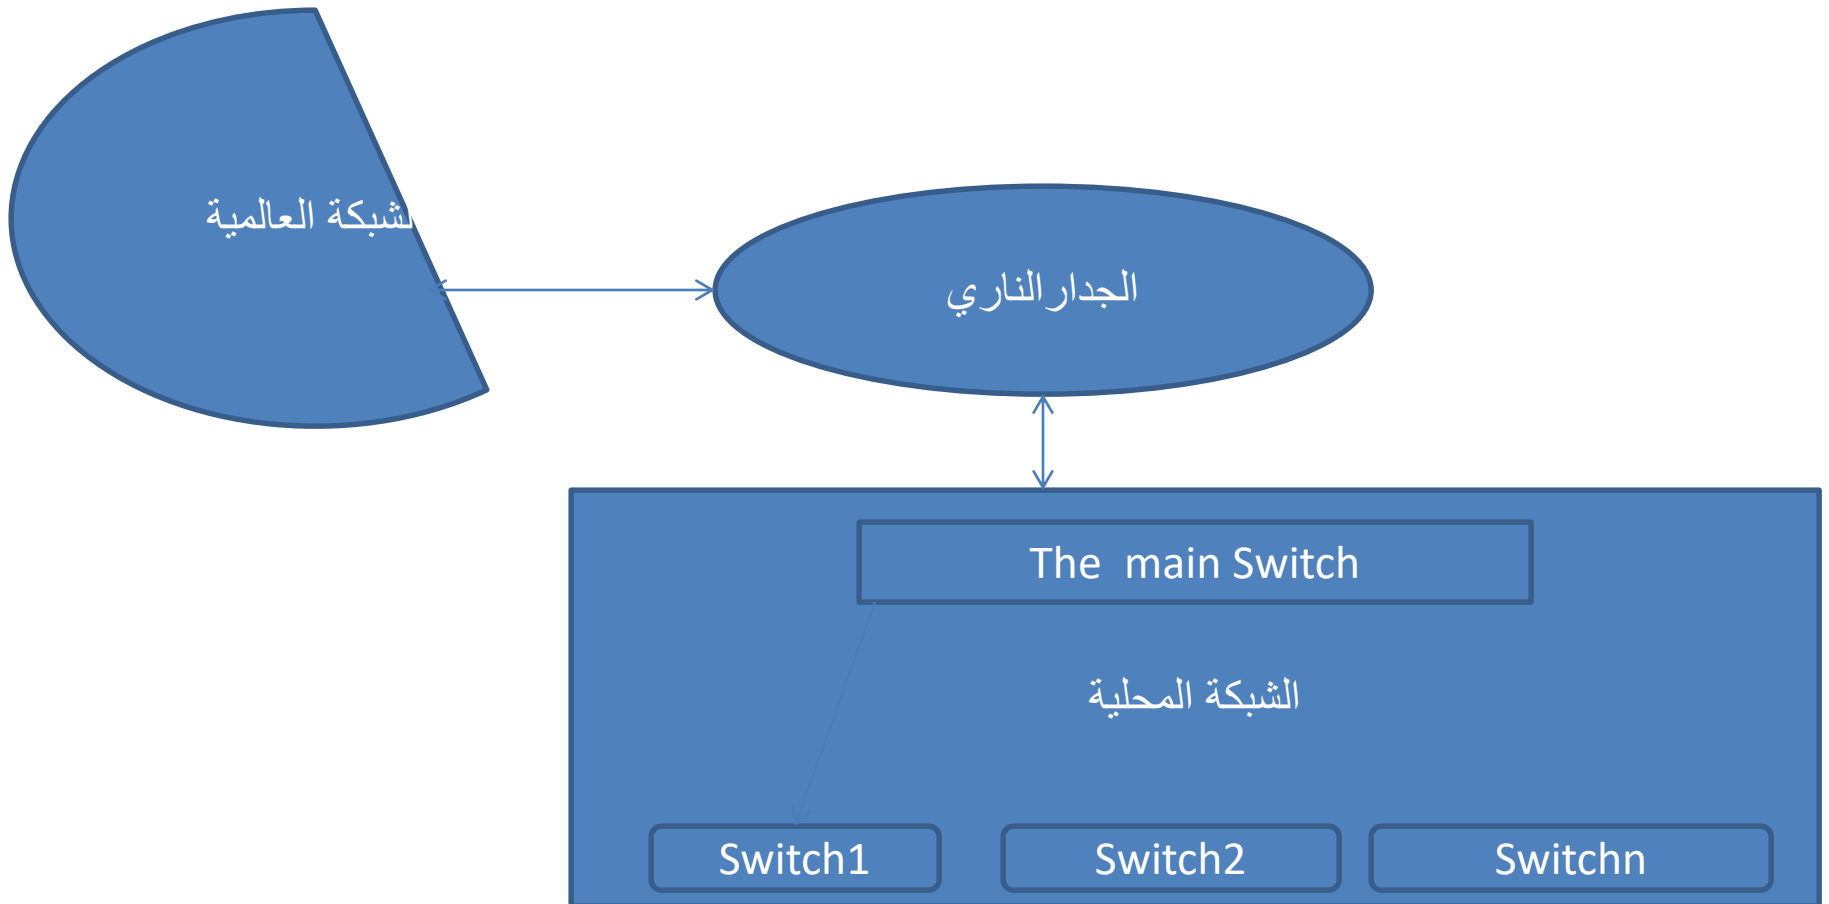 الشبكة العالمية
الجدارالناري
The  main Switch
الشبكة المحلية
Switch1
Switch2
Switchn